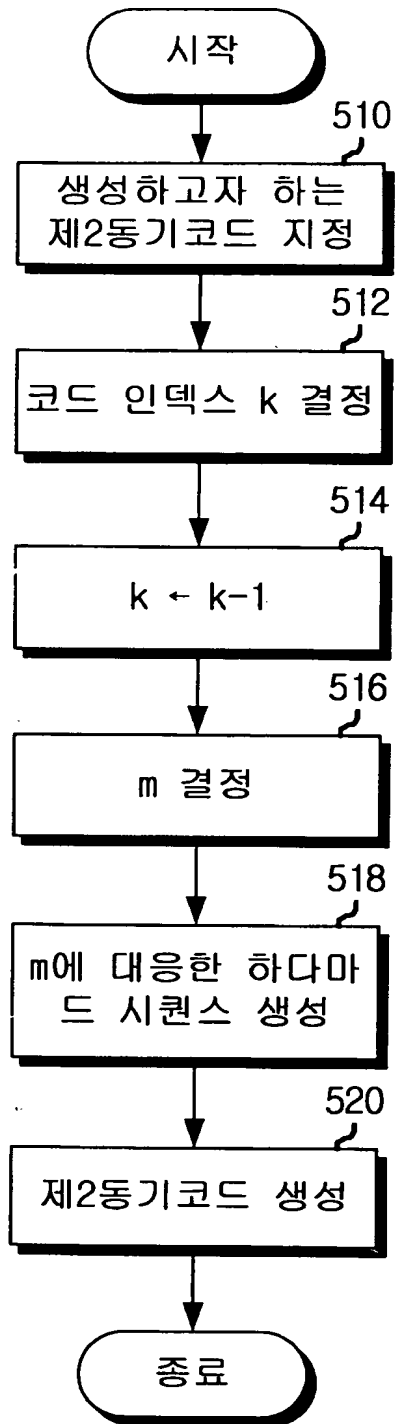 시작
510
생성하고자 하는
제2동기코드 지정
512
코드 인덱스 k 결정
514
k ← k-1
516
m 결정
518
m에 대응한 하다마
드 시퀀스 생성
520
제2동기코드 생성
종료